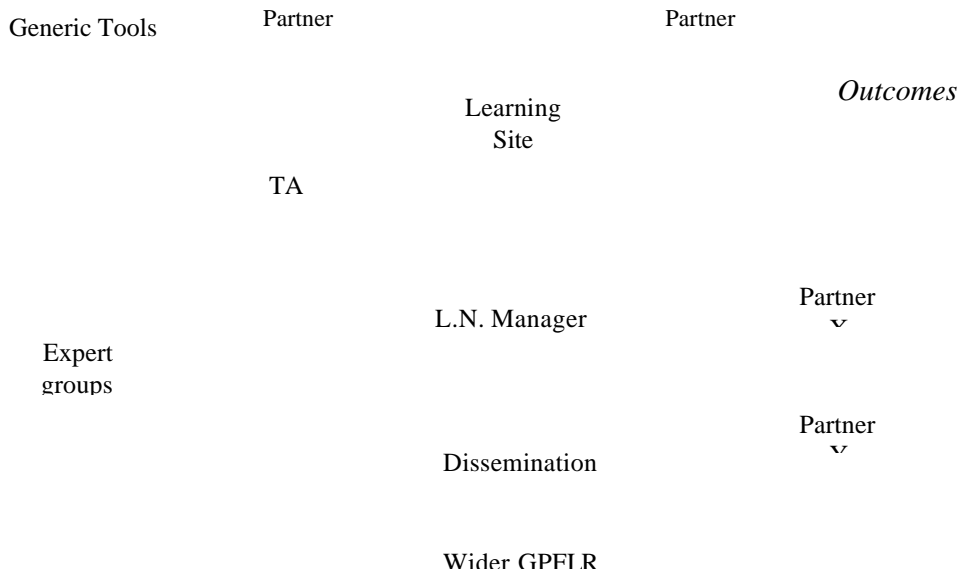 Generic Tools
Partner
Partner
Outcomes
Learning
Site
TA
Partner
L.N. Manager
Expert
groups
Partner
Dissemination
Wider GPFLR